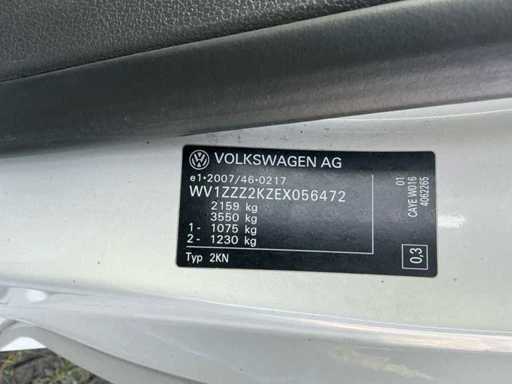 VOLKSWAGEN AG
e1*2007/46*0217
WV1ZZZ2KZEX056472
2159 kg
3550 kg
1 - 1075 kg
2 - 1230 kg
Typ 2KN
01
CAYE W016
4062265
0,3